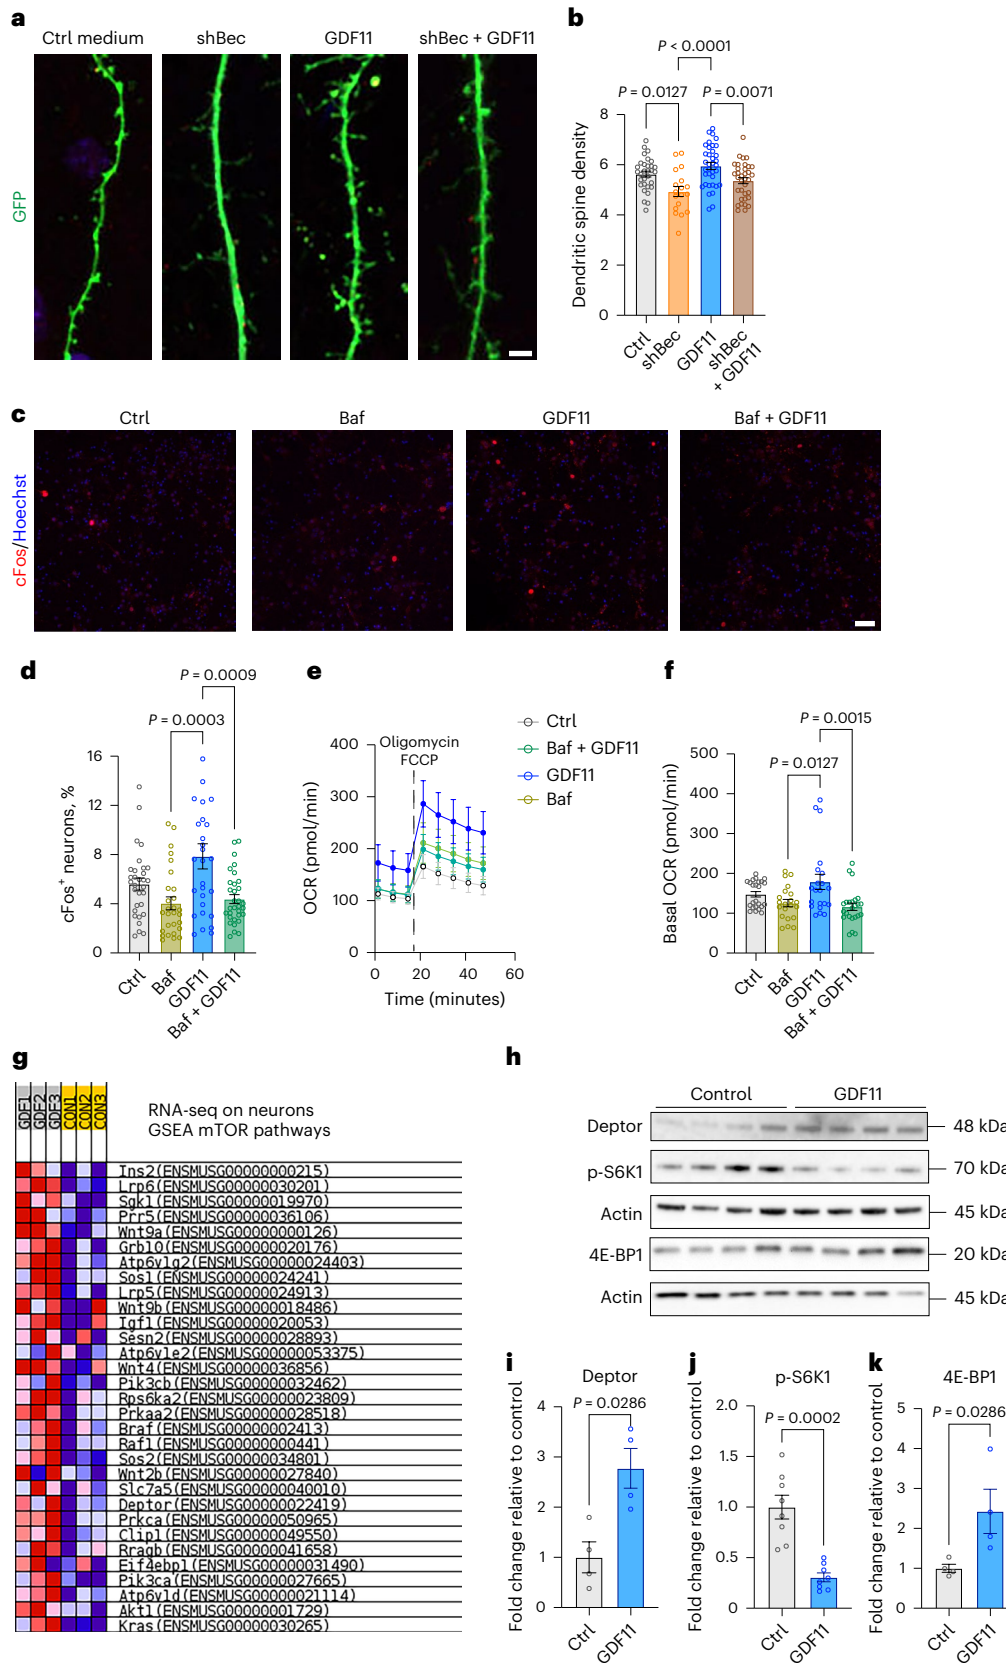 a
Ctrl medium
shBec
GDF11
shBec + GDF11
GFP
b
P < 0.0001
P = 0.0127
P = 0.0071
8
6
4
2
0
Dendritic spine density
Ctrl
shBec
GDF11
shBec
+ GDF11
c
Ctrl
Baf
GDF11
Baf + GDF11
cFos/Hoechst
d
P = 0.0009
P = 0.0003
16
12
8
4
0
cFos+ neurons, %
Ctrl
Baf
GDF11
Baf + GDF11
e
Oligomycin
FCCP
400
300
200
100
0
OCR (pmol/min)
0
20
40
60
Time (minutes)
Ctrl
Baf + GDF11
GDF11
Baf
f
P = 0.0015
P = 0.0127
500
400
300
200
100
0
Basal OCR (pmol/min)
Ctrl
Baf
GDF11
Baf + GDF11
g
GDF1
GDF2
GDF3
CON1
CON2
CON3
RNA-seq on neurons
GSEA mTOR pathways
Ins2(ENSMUSG00000000215)
Lrp6(ENSMUSG00000030201)
Sgk1(ENSMUSG00000019970)
Prr5(ENSMUSG00000036106)
Wnt9a(ENSMUSG00000000126)
Grb10(ENSMUSG00000020176)
Atp6v1g2(ENSMUSG00000024403)
Sos1(ENSMUSG00000024241)
Lrp5(ENSMUSG00000024913)
Wnt9b(ENSMUSG00000018486)
Igf1(ENSMUSG00000020053)
Sesn2(ENSMUSG00000028893)
Atp6v1e2(ENSMUSG00000053375)
Wnt4(ENSMUSG00000036856)
Pik3cb(ENSMUSG00000032462)
Rps6ka2(ENSMUSG00000023809)
Prkaa2(ENSMUSG00000028518)
Braf(ENSMUSG00000002413)
Raf1(ENSMUSG00000000441)
Sos2(ENSMUSG00000034801)
Wnt2b(ENSMUSG00000027840)
Slc7a5(ENSMUSG00000040010)
Deptor(ENSMUSG00000022419)
Prkca(ENSMUSG00000050965)
Clip1(ENSMUSG00000049550)
Rragb(ENSMUSG00000041658)
Eif4ebp1(ENSMUSG00000031490)
Pik3ca(ENSMUSG00000027665)
Atp6v1d(ENSMUSG00000021114)
Akt1(ENSMUSG00000001729)
Kras(ENSMUSG00000030265)
h
Control
GDF11
Deptor
48 kDa
p-S6K1
70 kDa
Actin
45 kDa
4E-BP1
20 kDa
Actin
45 kDa
i
Deptor
P = 0.0286
4
3
2
1
0
Fold change relative to control
Ctrl
GDF11
j
p-S6K1
P = 0.0002
2.0
1.5
1.0
0.5
0
Fold change relative to control
Ctrl
GDF11
k
4E-BP1
P = 0.0286
5
4
3
2
1
0
Fold change relative to control
Ctrl
GDF11